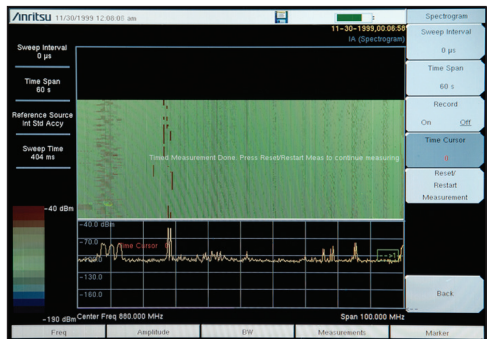 Anritsu 11/30/1999 12:08:08 am
Spectrogram
11-30-1999,00:06:58
IA (Spectrogram)
Sweep Interval
0 µs
Time Span
60 s
Reference Source
Int Std Accy
Sweep Time
404 ms
Timed Measurement Done. Press Reset/Restart Meas to continue measuring
-40 dBm
-190 dBm
-40.0 dBm
-70.0
Time Cursor
-130.0
-160.0
Center Freq 880.000 MHz
Span 100.000 MHz
Sweep Interval
0 µs
Time Span
60 s
Record
On Off
Time Cursor
0
Reset/
Restart
Measurement
Back
<---
Freq
Amplitude
BW
Measurements
Marker